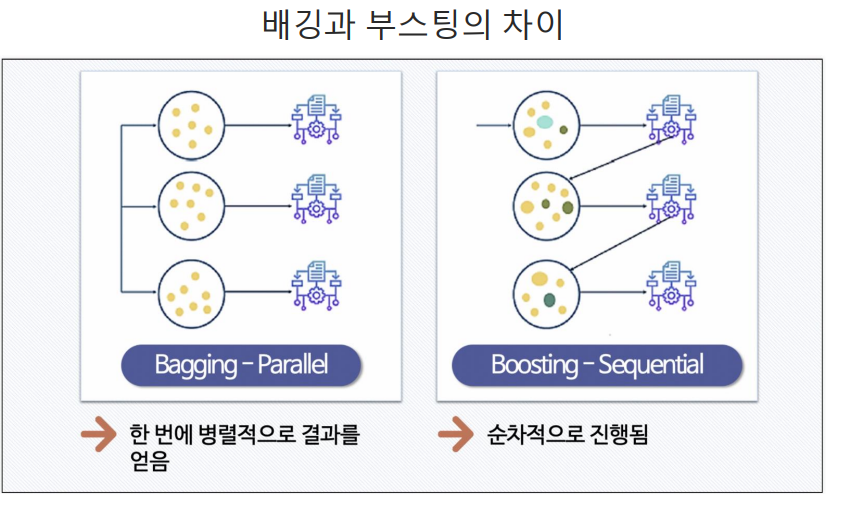 배깅과 부스팅의 차이
Bagging – Parallel
Boosting – Sequential
한 번에 병렬적으로 결과를
얻음
순차적으로 진행됨